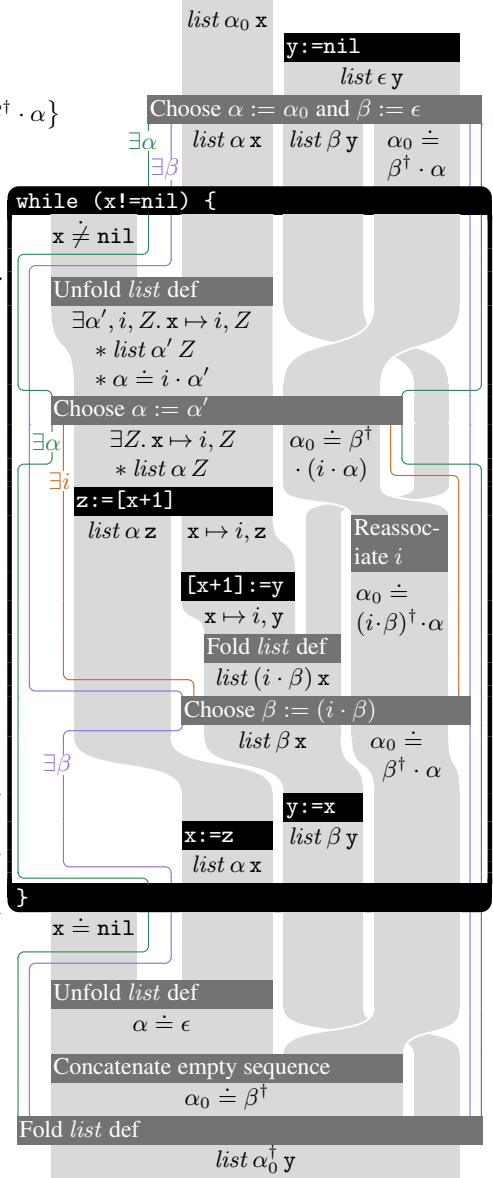 list α₀ x
y:=nil
list ϵ y
† · α}
Choose α := α₀ and β := ϵ
∃α list α x list β y α₀ ≐
∃β β† · α
while (x!=nil) {
x ≐̸ nil
Unfold list def
∃α′, i, Z. x ↦ i, Z
∗ list α′ Z
∗ α ≐ i · α′
Choose α := α′
∃α ∃Z. x ↦ i, Z α₀ ≐ β†
∃i ∗ list α Z · (i · α)
z:=[x+1]
list α z x ↦ i, z Reassoc-
iate i
[x+1]:=y α₀ ≐
x ↦ i, y (i·β)†·α
Fold list def
list (i · β) x
Choose β := (i · β)
list β x α₀ ≐
∃β β† · α
y:=x
x:=z list β y
list α x
}
x ≐ nil
Unfold list def
α ≐ ϵ
Concatenate empty sequence
α₀ ≐ β†
Fold list def
list α₀† y